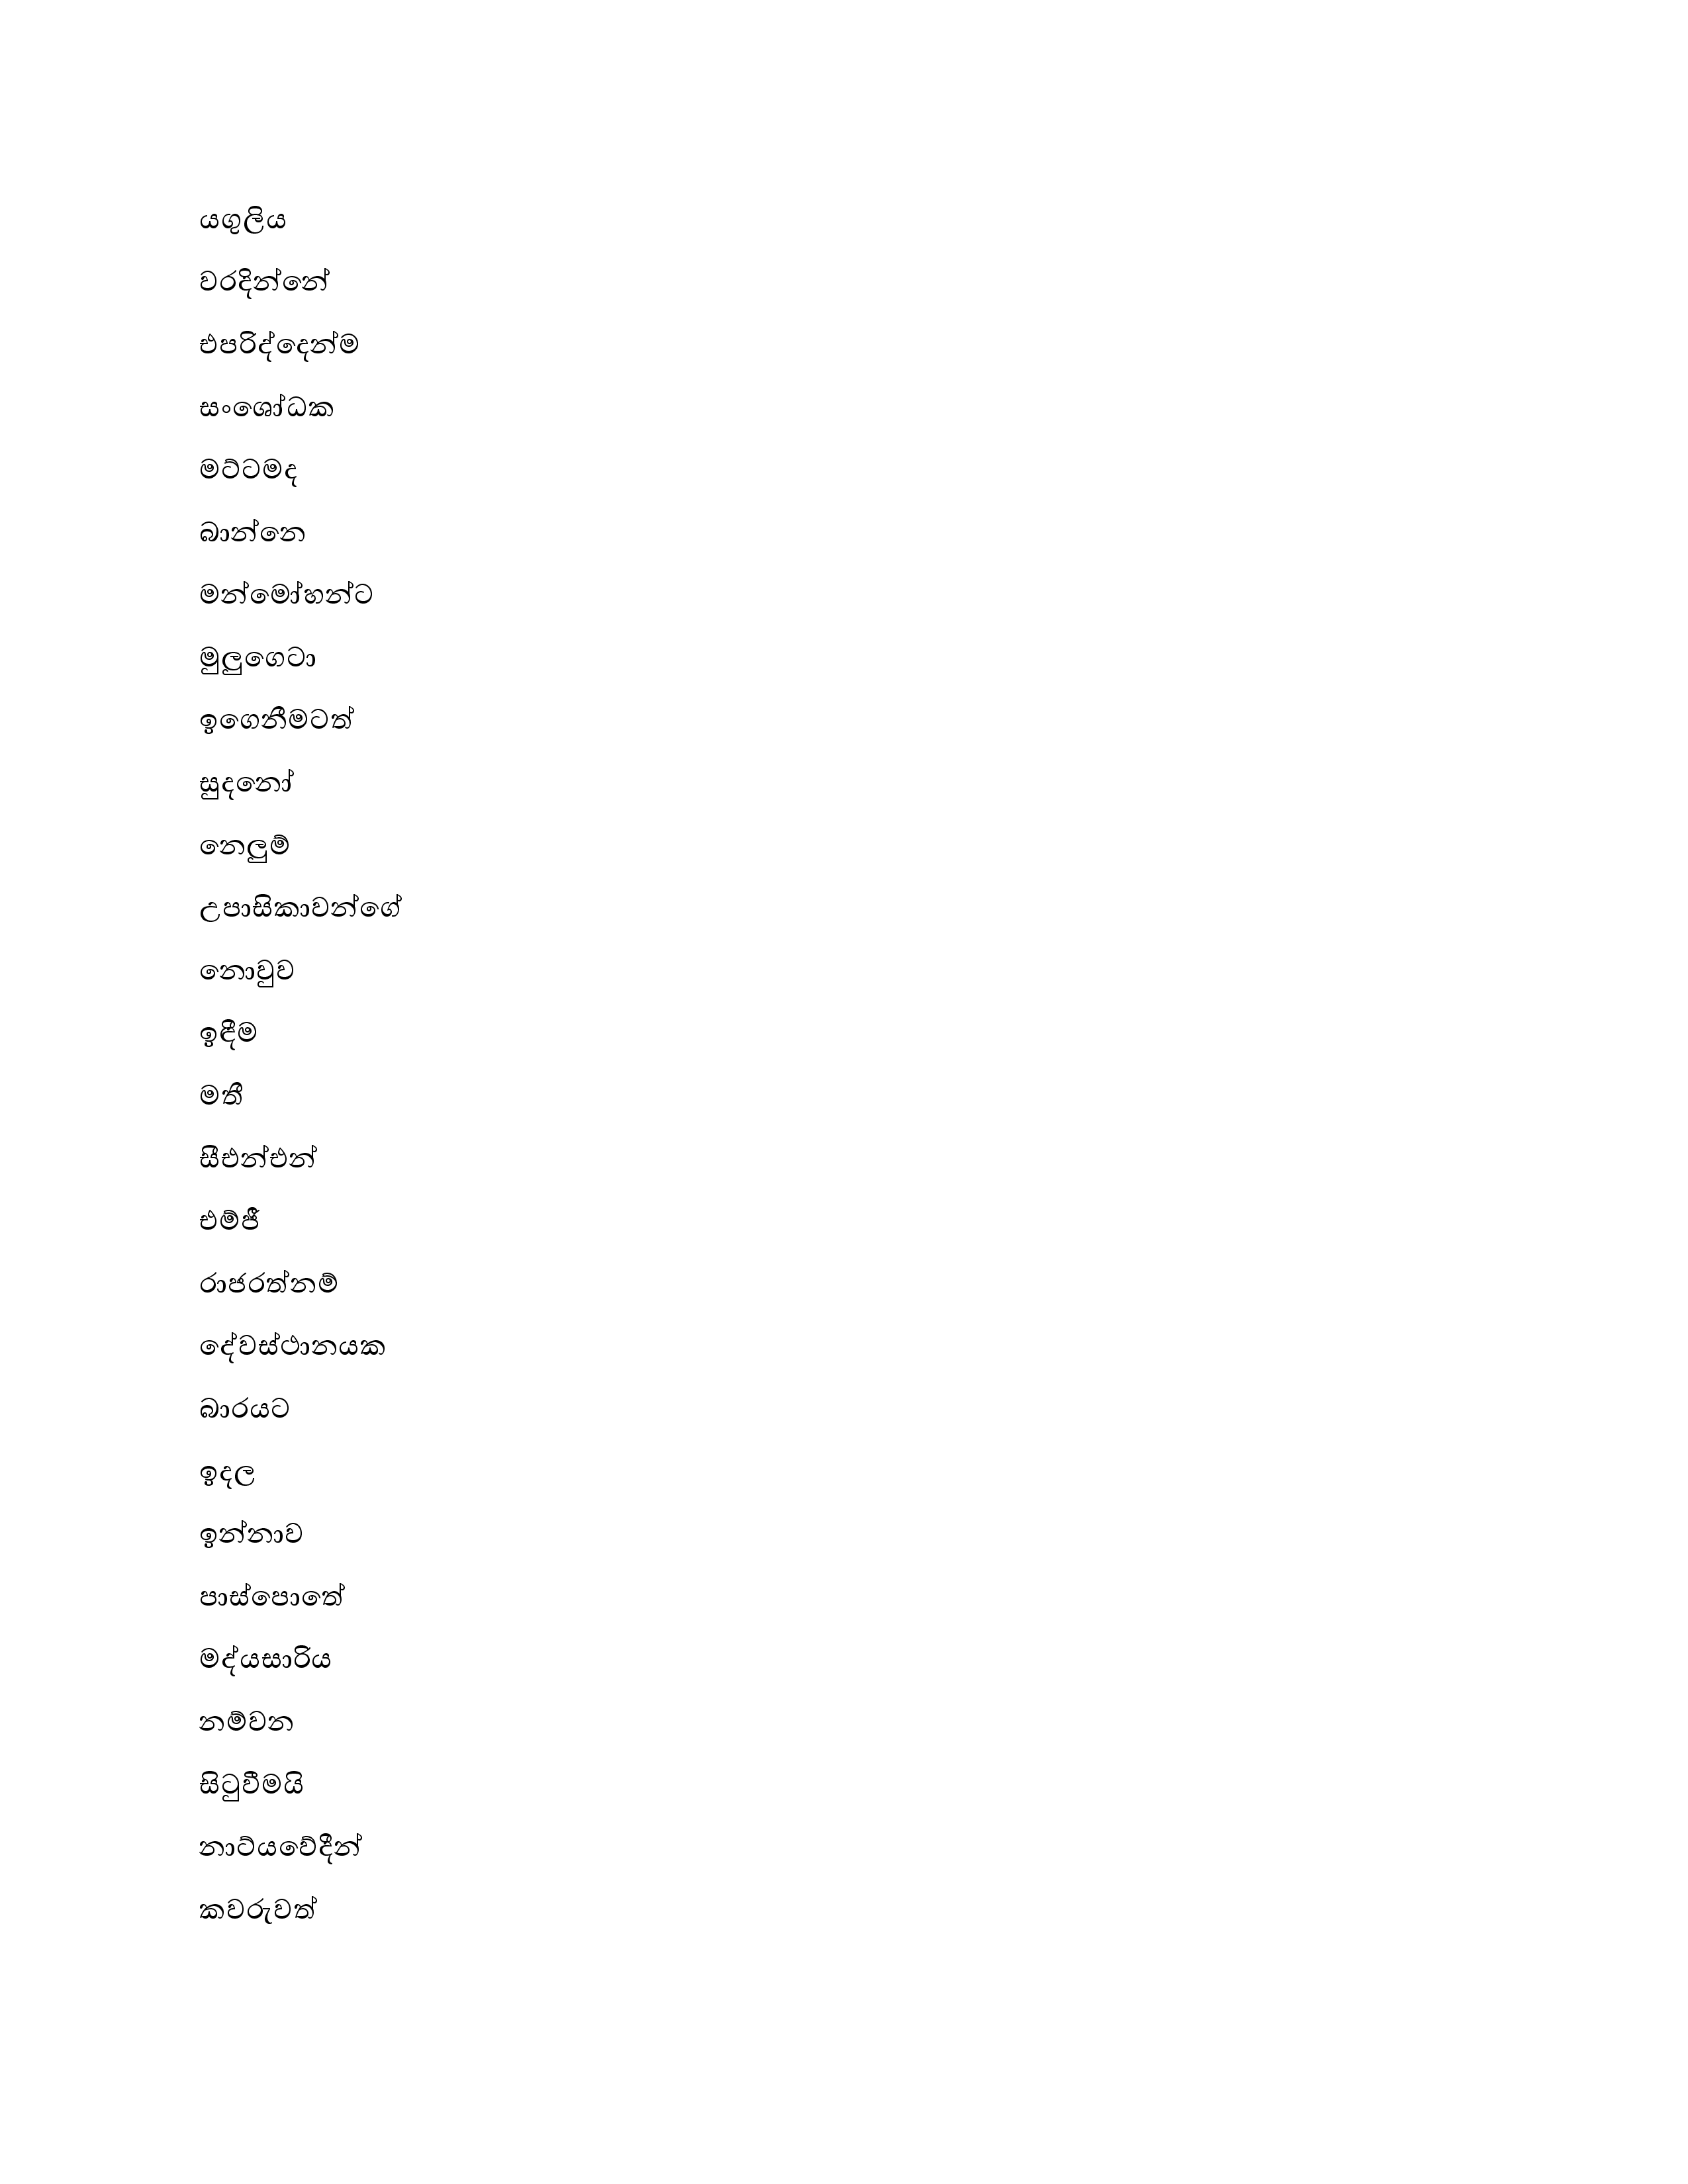 යගුලිය
වරදින්නේ
එපරිද්දෙන්ම
සංශෝධක
මට්ටමද
බාන්නෙ
මන්මෝහන්ට
මුලුගෙටා
ඉගෙනීමටත්
සුදනෝ
නෙලුම්
උපාසිකාවන්ගේ
නොවුව
ඉඳීම
මතී
සීඑන්එන්
එම්ජී
රාජරත්නම්
දේවස්ථානයක
බාරයට
ඉදල
ඉන්නාව
පාස්පොතේ
මද්යසාරිය
නම්වන
සිටුවීමයි
නාට්යවේදීන්
කවරුවත්